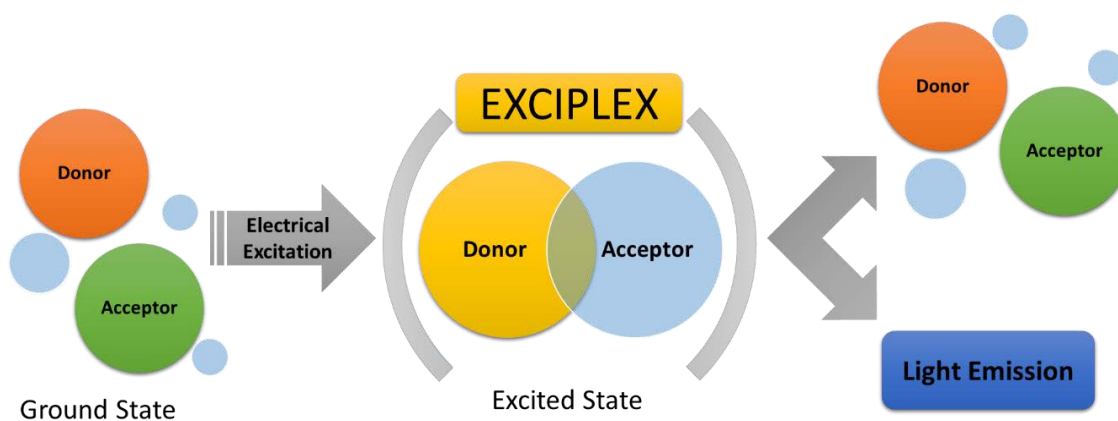 Donor
Acceptor
Ground State
Electrical
Excitation
EXCIPLEX
Donor
Acceptor
Excited State
Donor
Acceptor
Light Emission